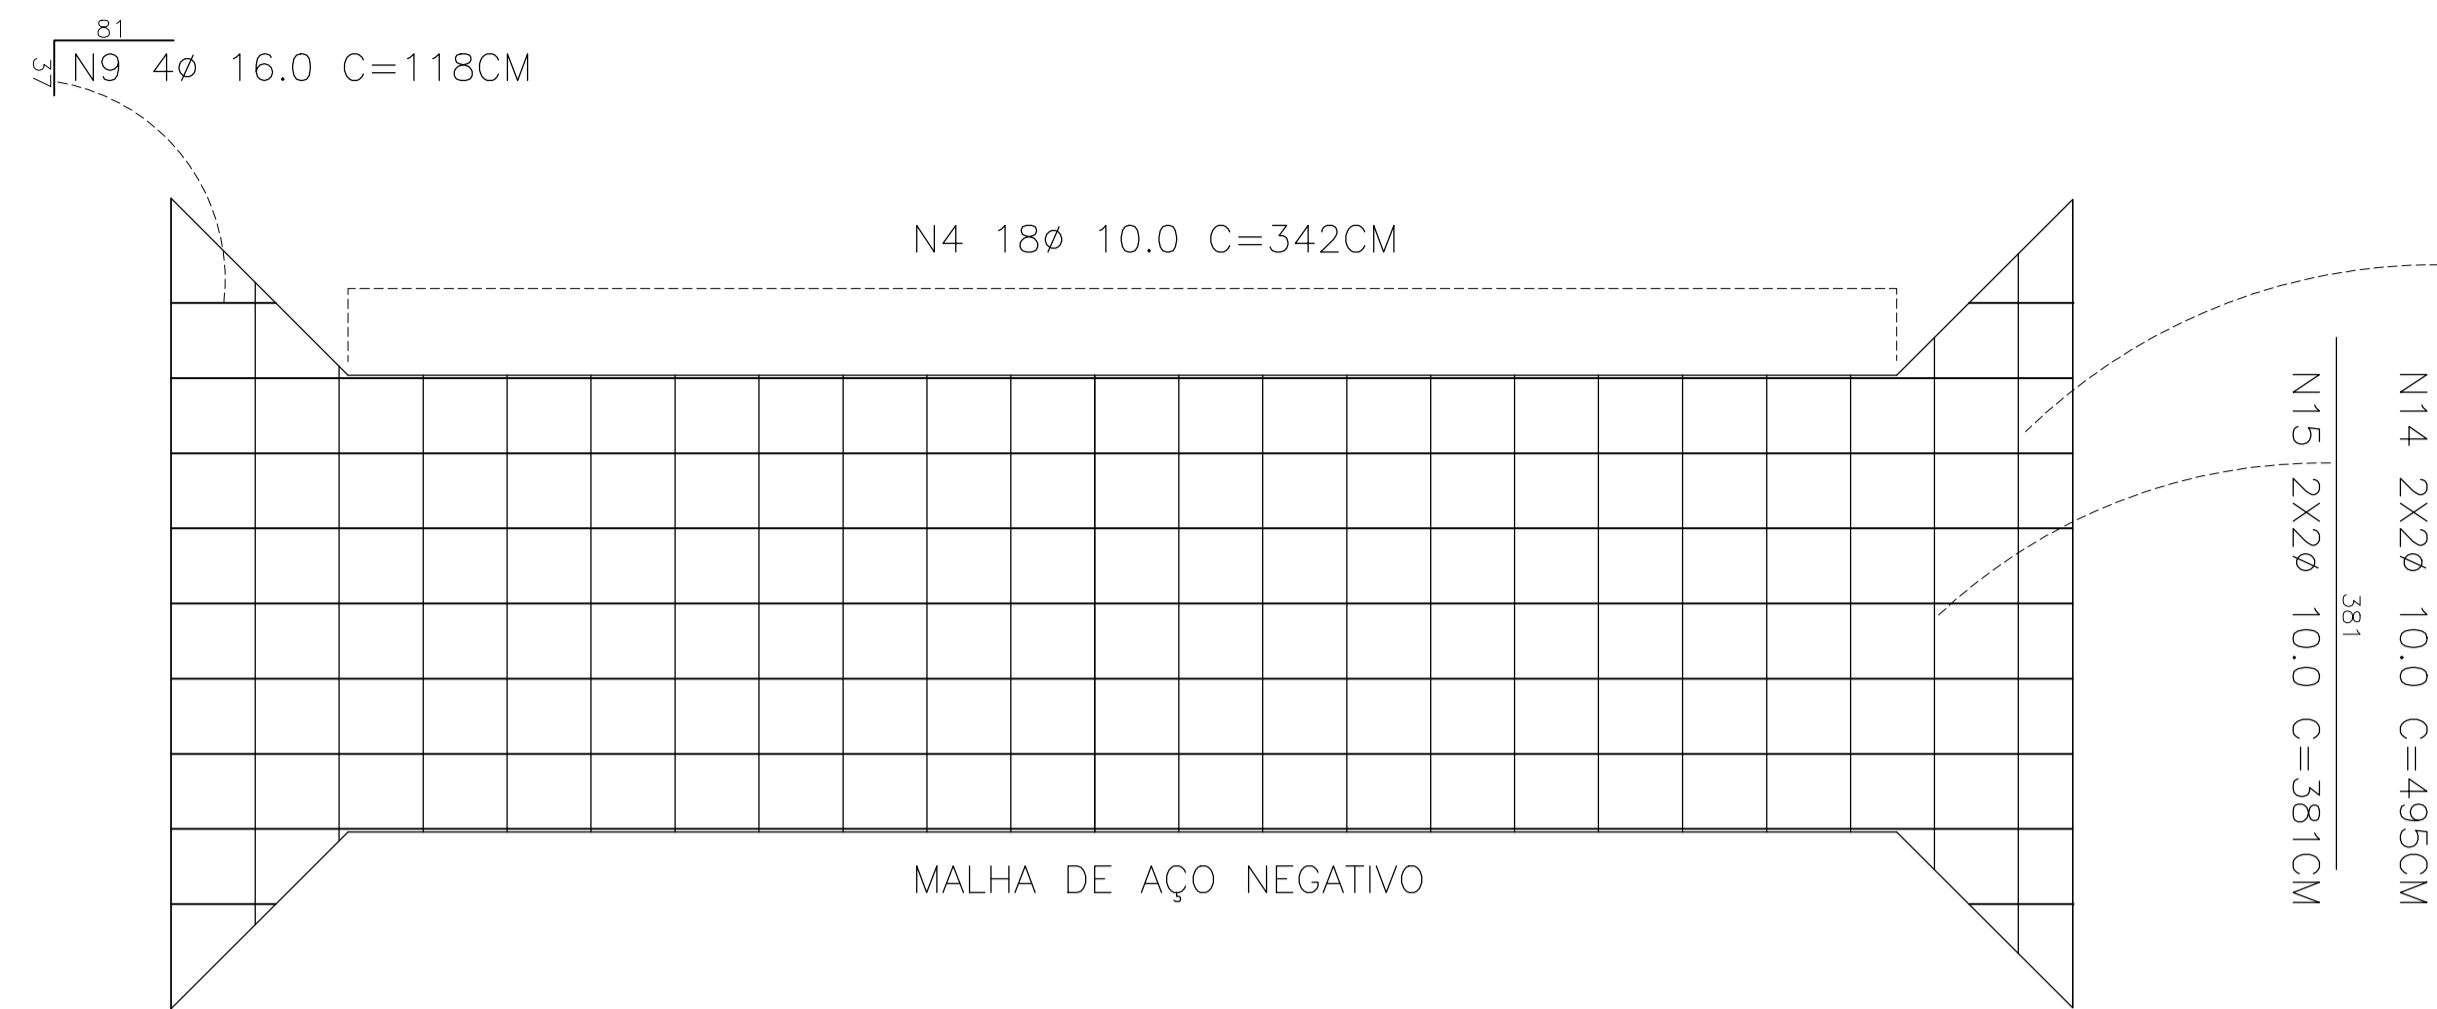 81
37
N9 4ø 16.0 C=118CM
N4 18ø 10.0 C=342CM
N14 2X2ø 10.0 C=495CM
381
N15 2X2ø 10.0 C=381CM
MALHA DE AÇO NEGATIVO